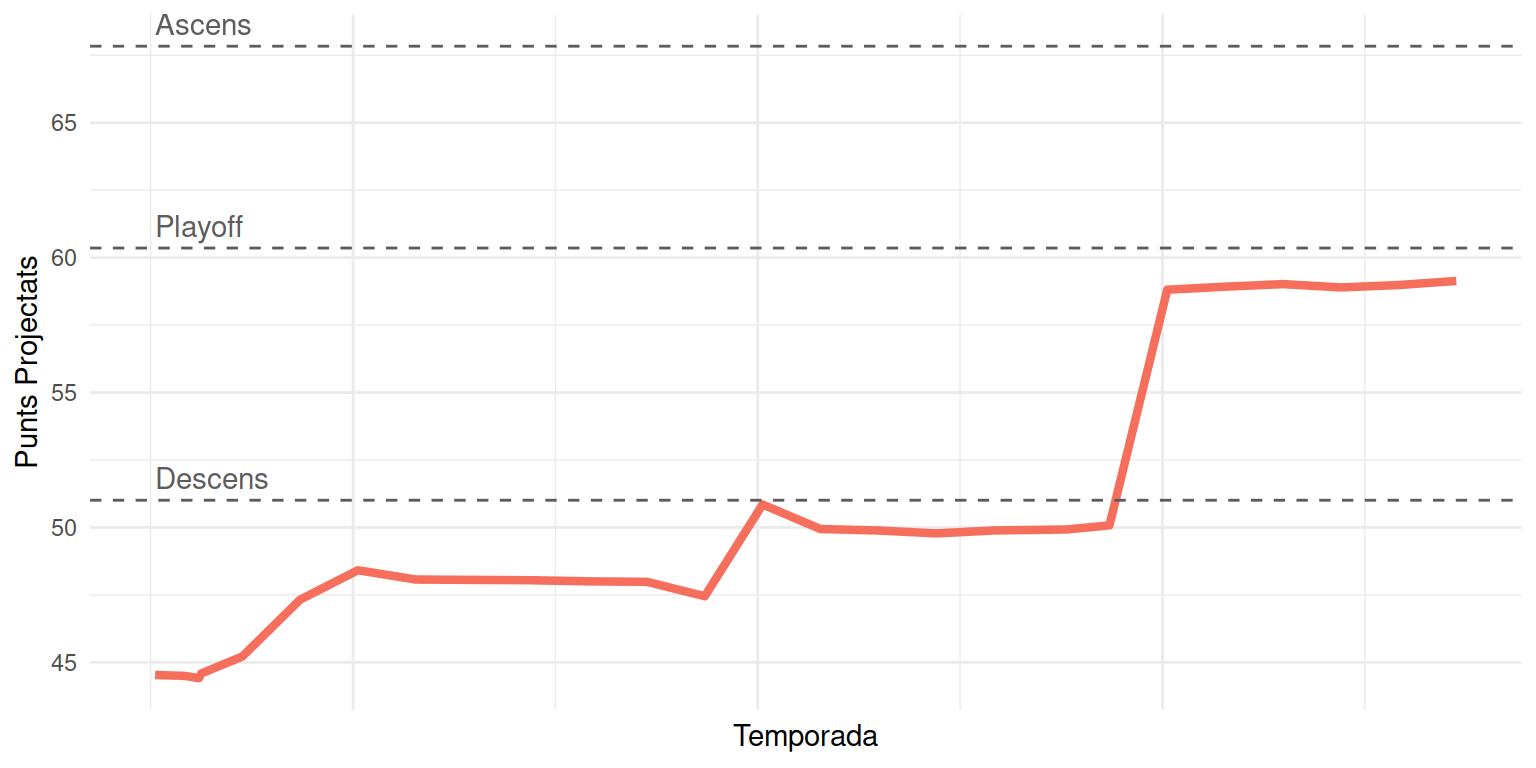 Ascens
65
Playoff
60
Punts Projectats
55
Descens
50
45
Temporada